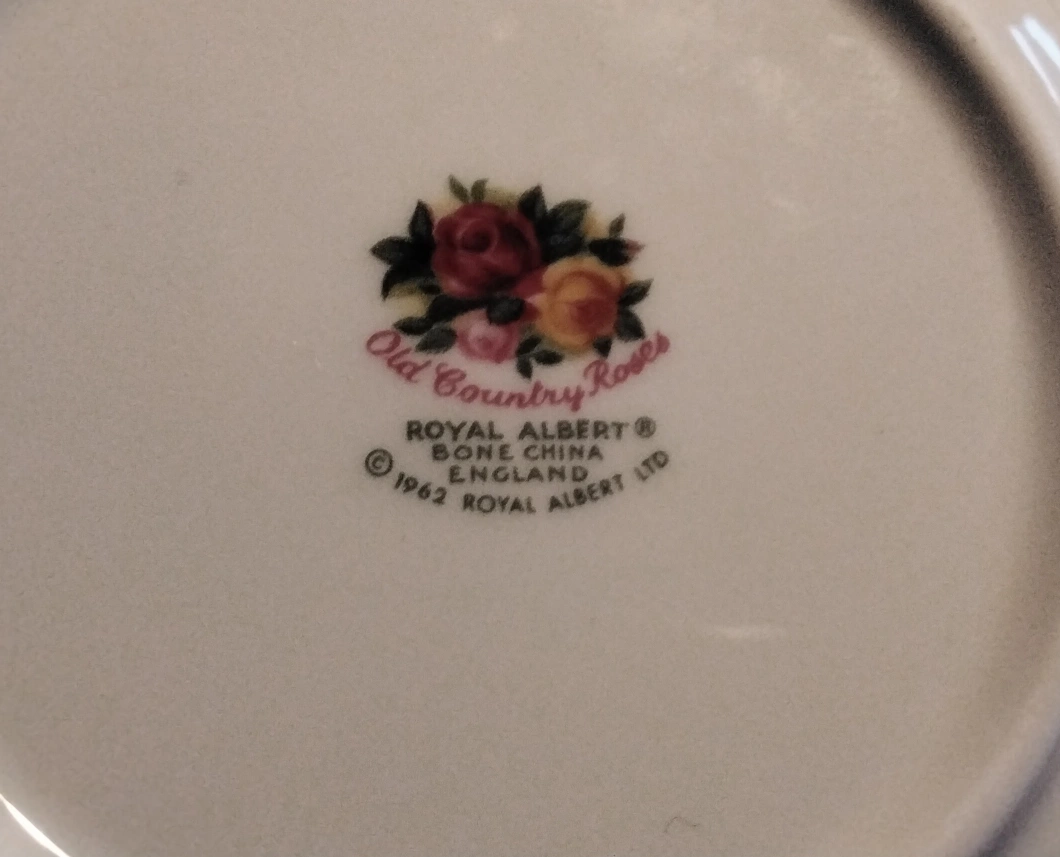 Old Country Roses
ROYAL ALBERT®
BONE CHINA
ENGLAND
© 1962 ROYAL ALBERT LTD